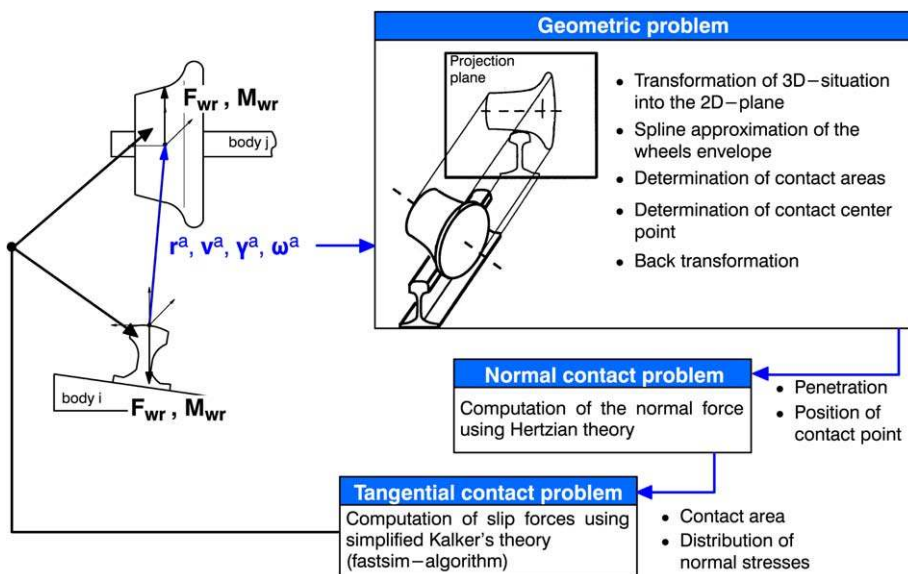 Geometric problem
Projection
plane
• Transformation of 3D−situation
into the 2D−plane
• Spline approximation of the
wheels envelope
• Determination of contact areas
• Determination of contact center
point
• Back transformation
F_wr , M_wr
body j
r^a, v^a, γ^a, ω^a
body i
F_wr , M_wr
Normal contact problem
Computation of the normal force
using Hertzian theory
• Penetration
• Position of
contact point
Tangential contact problem
Computation of slip forces using
simplified Kalker's theory
(fastsim−algorithm)
• Contact area
• Distribution of
normal stresses